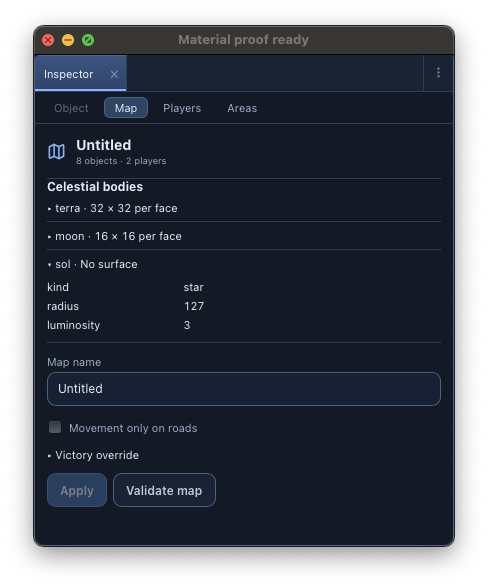 Material proof ready
Inspector
Object Map Players Areas
Untitled
8 objects · 2 players
Celestial bodies
▸ terra · 32 × 32 per face
▸ moon · 16 × 16 per face
▾ sol · No surface
kind star
radius 127
luminosity 3
Map name
Untitled
Movement only on roads
▸ Victory override
Apply Validate map